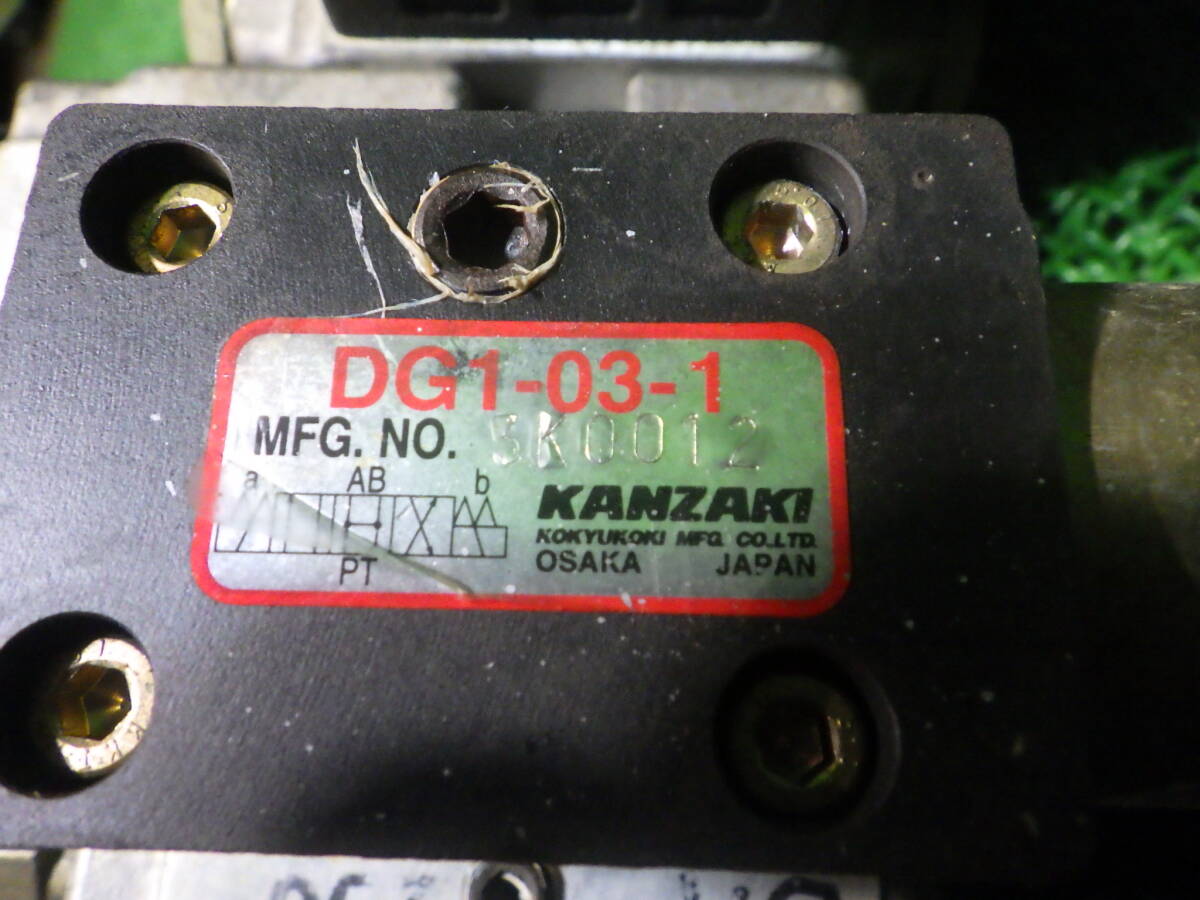 DG1-03-1
MFG. NO. 5K0012
a AB b
PT
KANZAKI
KOKYUKOKI MFG. CO.LTD.
OSAKA JAPAN